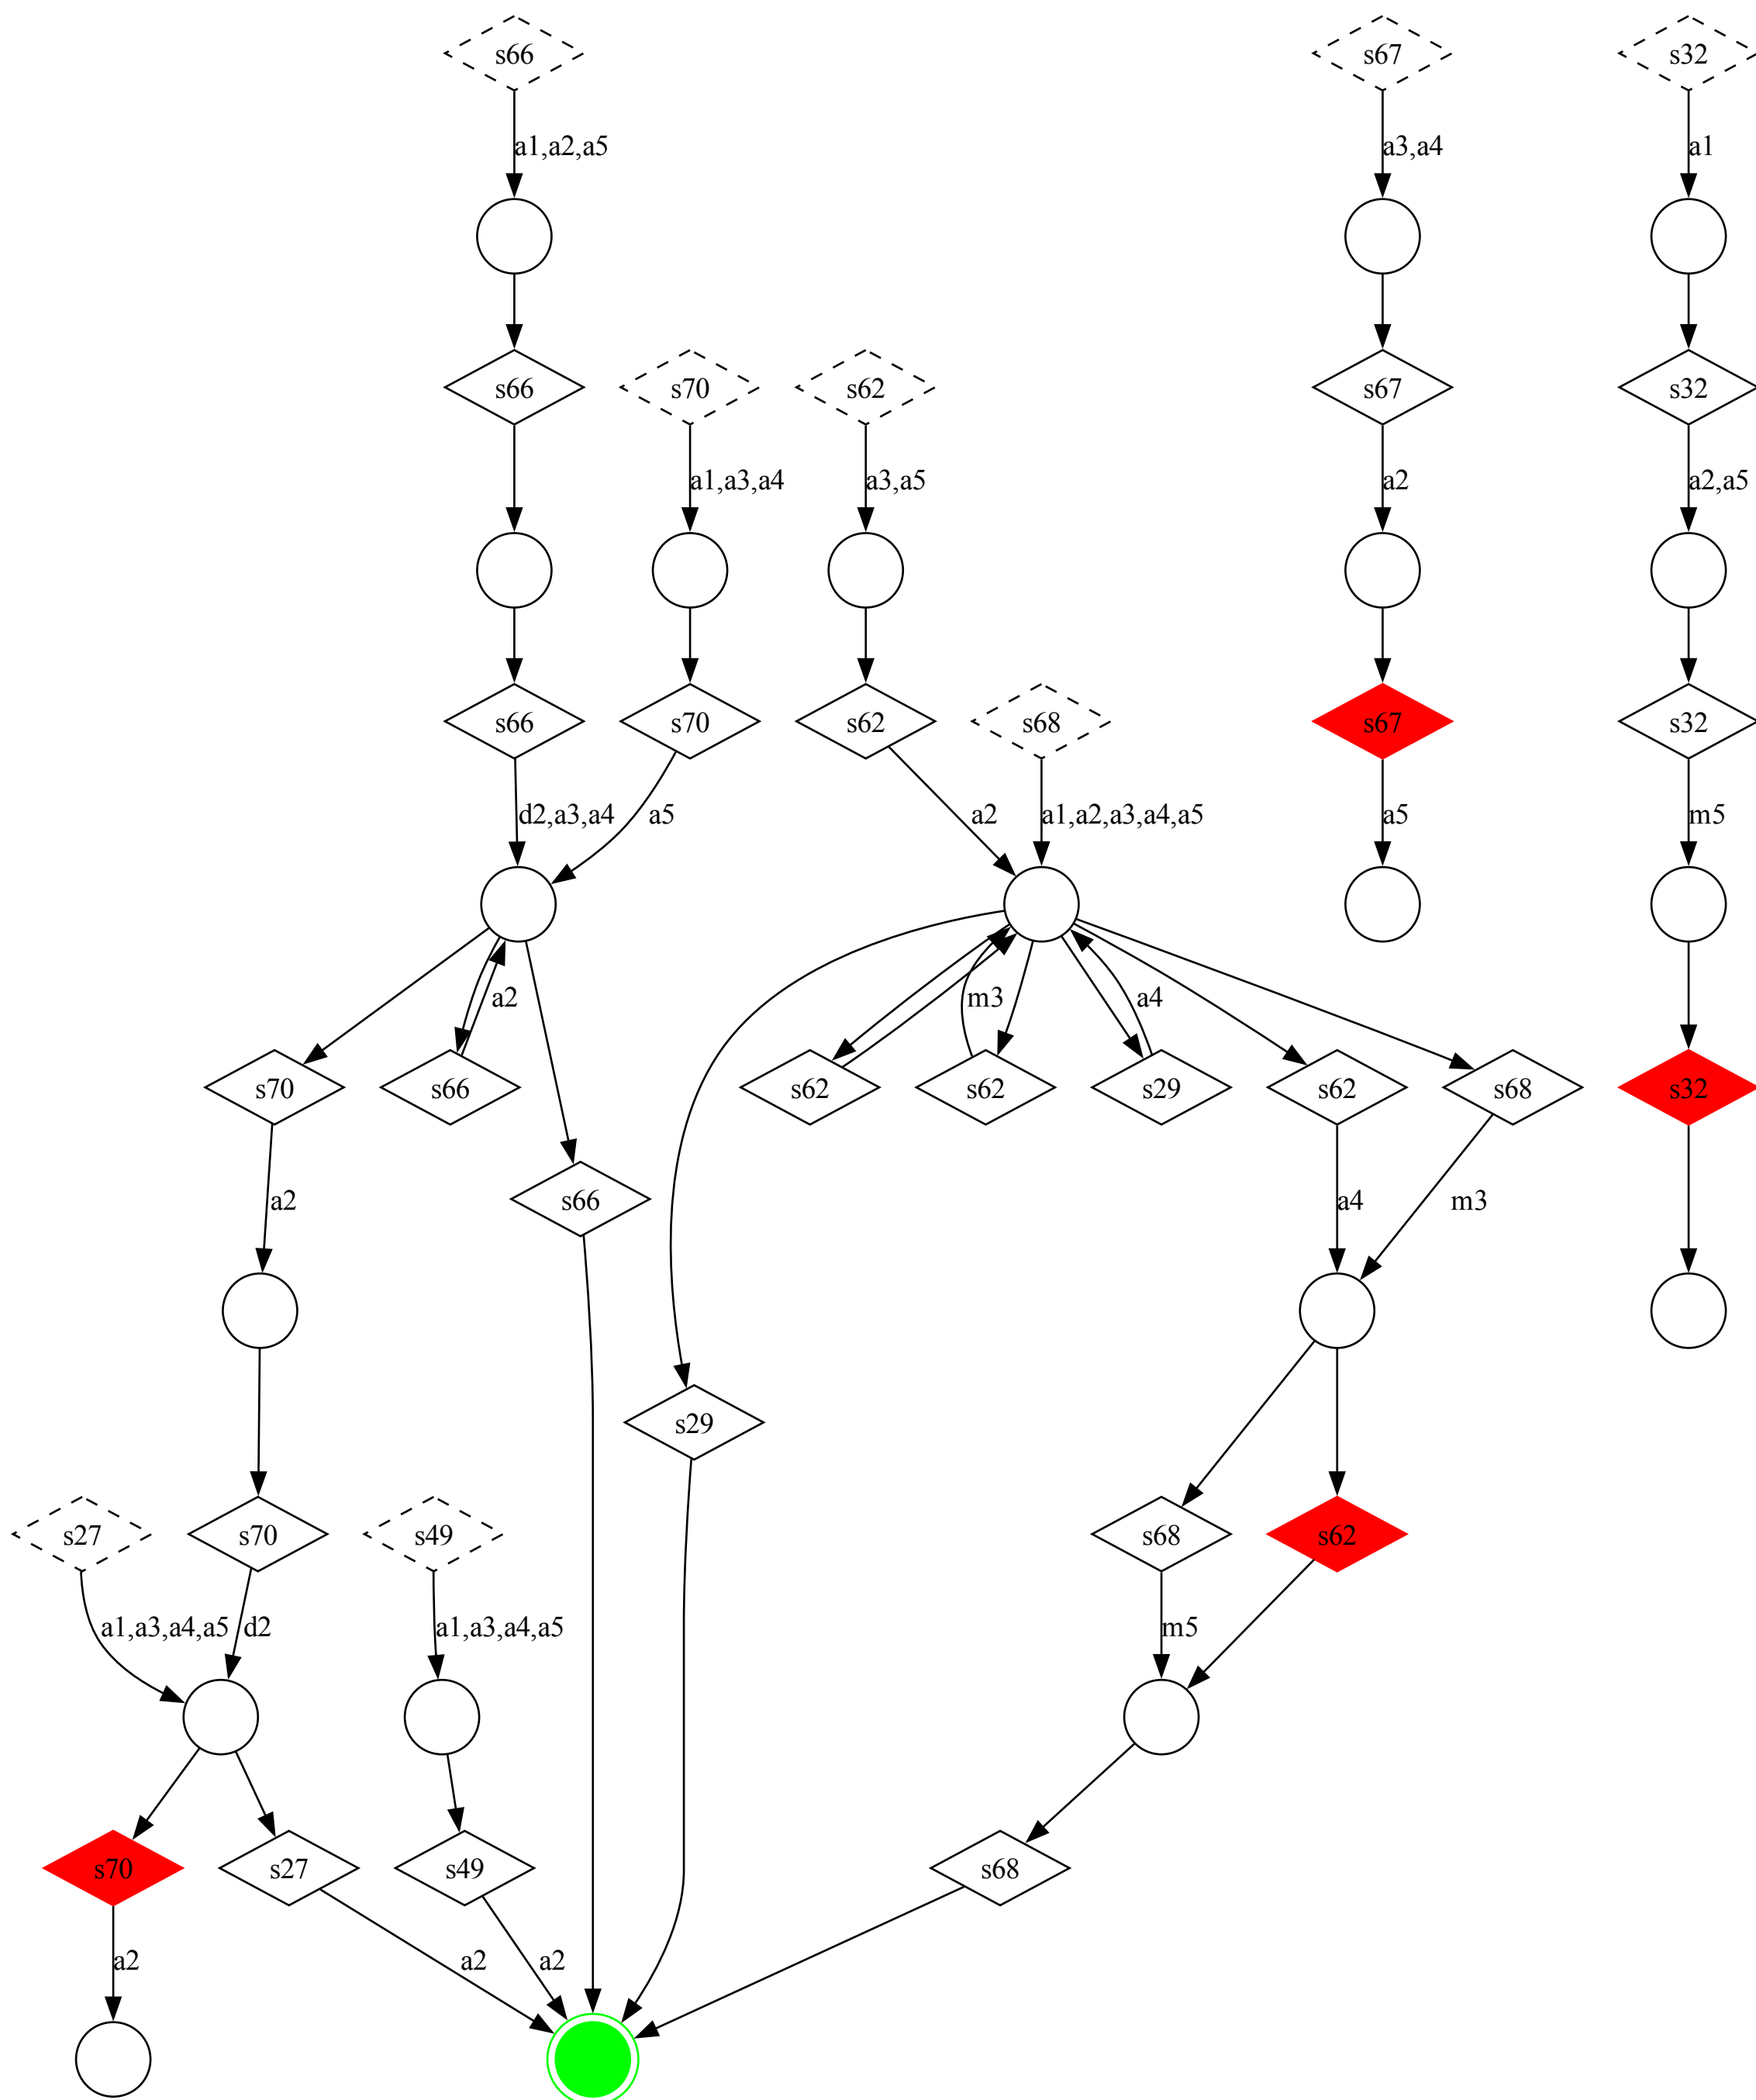 s66
s67
s32
a1,a2,a5
a3,a4
a1
s66
s70
s62
s67
s32
a1,a3,a4
a3,a5
a2
a2,a5
s66
s70
s62
s68
s67
s32
d2,a3,a4
a5
a2
a1,a2,a3,a4,a5
a5
m5
a2
m3
a4
s70
s66
s62
s62
s29
s62
s68
s32
a2
s66
a4
m3
s29
s27
s70
s49
s68
s62
a1,a3,a4,a5
d2
a1,a3,a4,a5
m5
s70
s27
s49
s68
a2
a2
a2